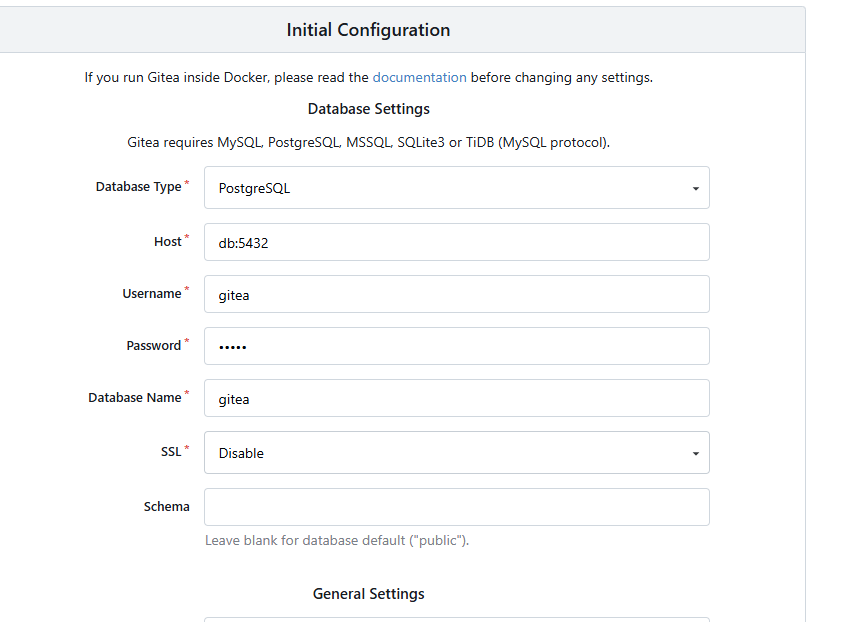 Initial Configuration
If you run Gitea inside Docker, please read the documentation before changing any settings.
Database Settings
Gitea requires MySQL, PostgreSQL, MSSQL, SQLite3 or TiDB (MySQL protocol).
Database Type* PostgreSQL
Host* db:5432
Username* gitea
Password* •••••
Database Name* gitea
SSL* Disable
Schema
Leave blank for database default ("public").
General Settings